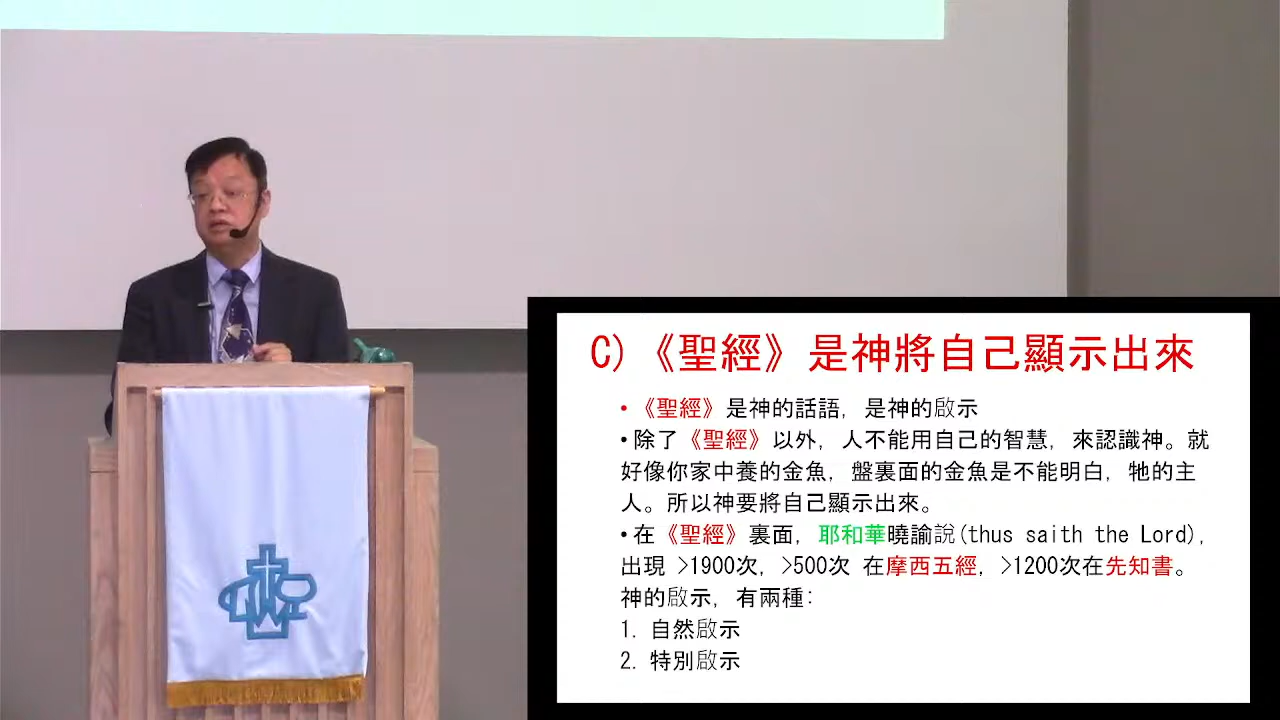 C) 《聖經》是神將自己顯示出來
• 《聖經》是神的話語, 是神的啟示
• 除了《聖經》以外, 人不能用自己的智慧, 來認識神。就
好像你家中養的金魚, 盤裏面的金魚是不能明白, 牠的主
人。所以神要將自己顯示出來。
• 在《聖經》裏面, 耶和華曉諭說(thus saith the Lord),
出現 >1900次, >500次 在摩西五經, >1200次在先知書。
神的啟示, 有兩種:
1. 自然啟示
2. 特別啟示